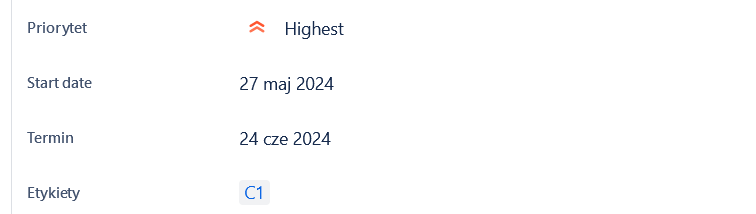 Priorytet Highest
Start date 27 maj 2024
Termin 24 cze 2024
Etykiety C1